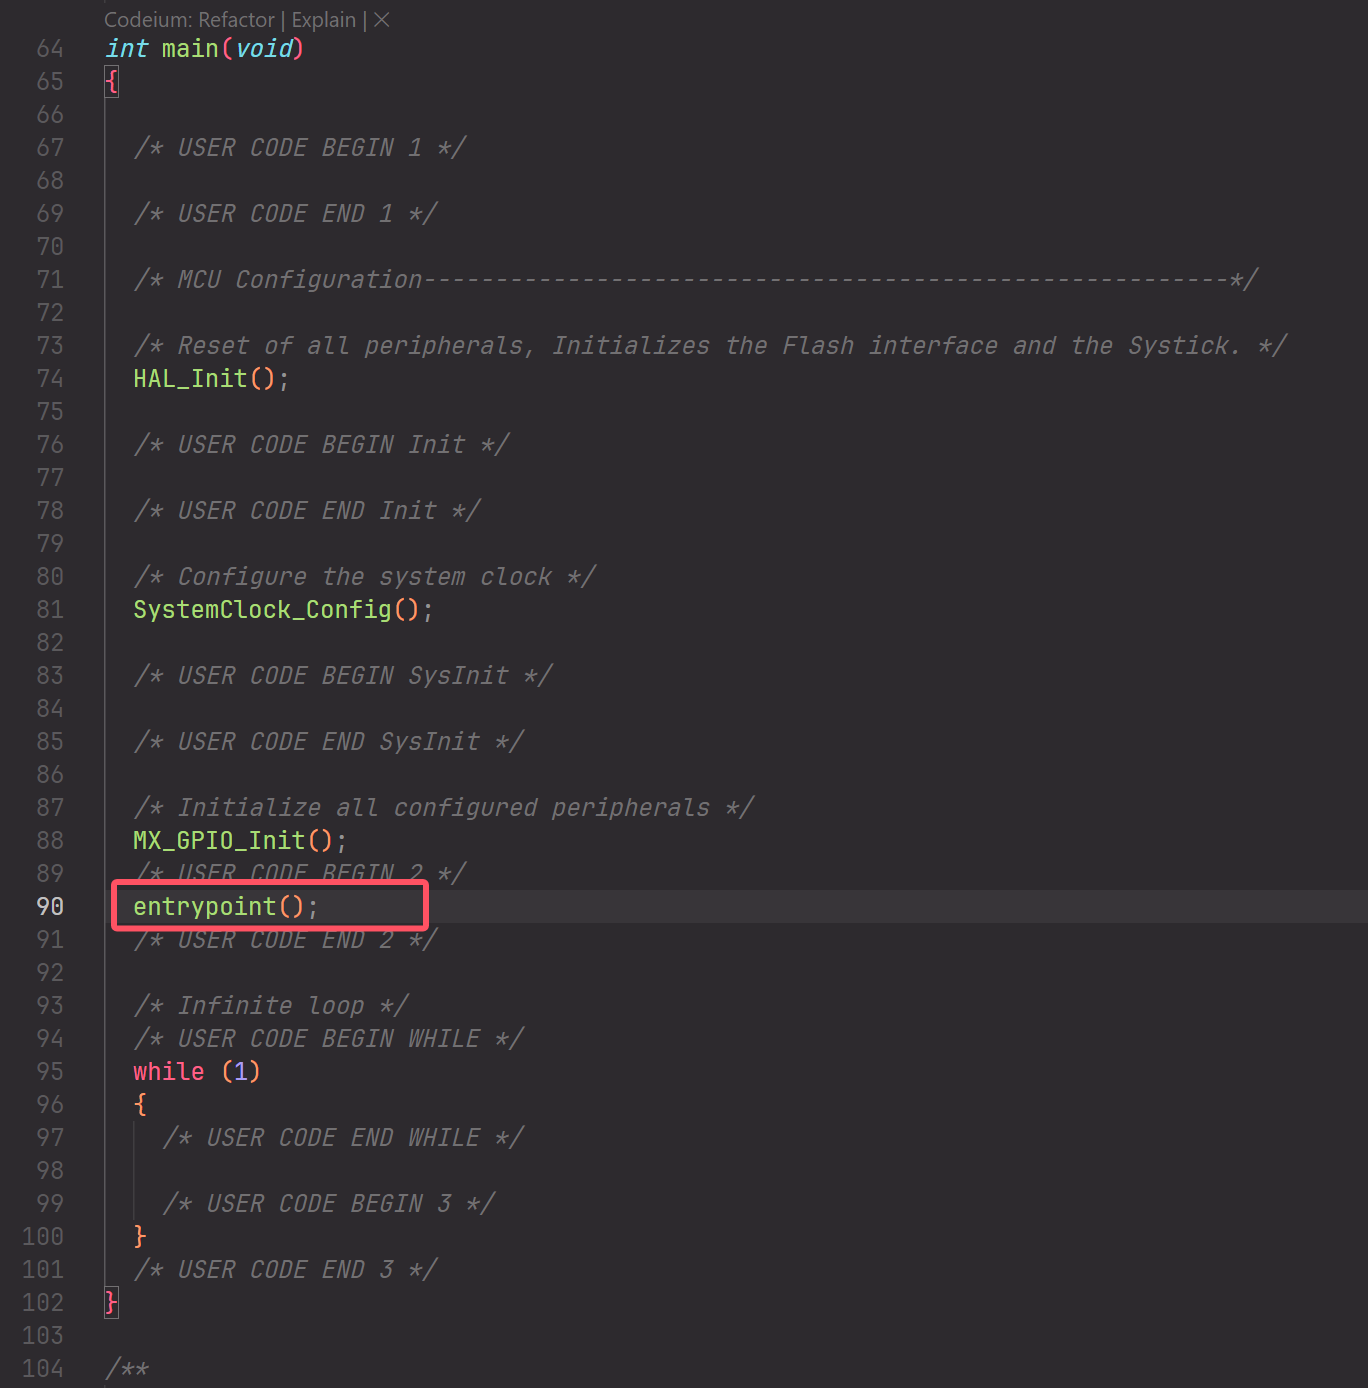 Codeium: Refactor | Explain | ×
64 int main(void)
65 {
66
67 /* USER CODE BEGIN 1 */
68
69 /* USER CODE END 1 */
70
71 /* MCU Configuration--------------------------------------------------------*/
72
73 /* Reset of all peripherals, Initializes the Flash interface and the Systick. */
74 HAL_Init();
75
76 /* USER CODE BEGIN Init */
77
78 /* USER CODE END Init */
79
80 /* Configure the system clock */
81 SystemClock_Config();
82
83 /* USER CODE BEGIN SysInit */
84
85 /* USER CODE END SysInit */
86
87 /* Initialize all configured peripherals */
88 MX_GPIO_Init();
89 /* USER CODE BEGIN 2 */
90 entrypoint();
91 /* USER CODE END 2 */
92
93 /* Infinite loop */
94 /* USER CODE BEGIN WHILE */
95 while (1)
96 {
97 /* USER CODE END WHILE */
98
99 /* USER CODE BEGIN 3 */
100 }
101 /* USER CODE END 3 */
102 }
103
104 /**